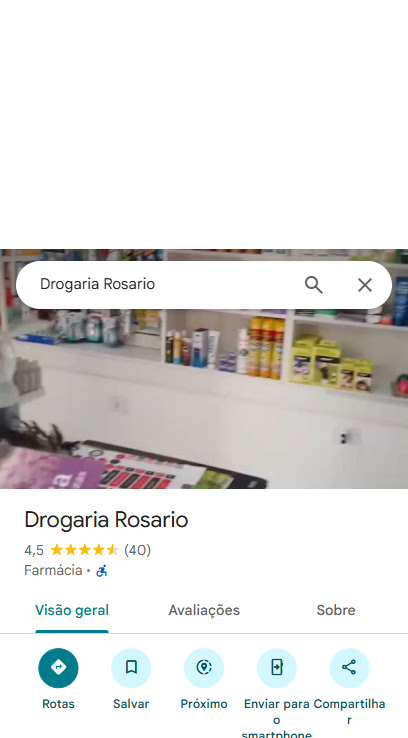 Drogaria Rosario
Drogaria Rosario
4,5 (40)
Farmácia ·
Visão geral Avaliações Sobre
Rotas Salvar Próximo Enviar para o smartphone Compartilhar